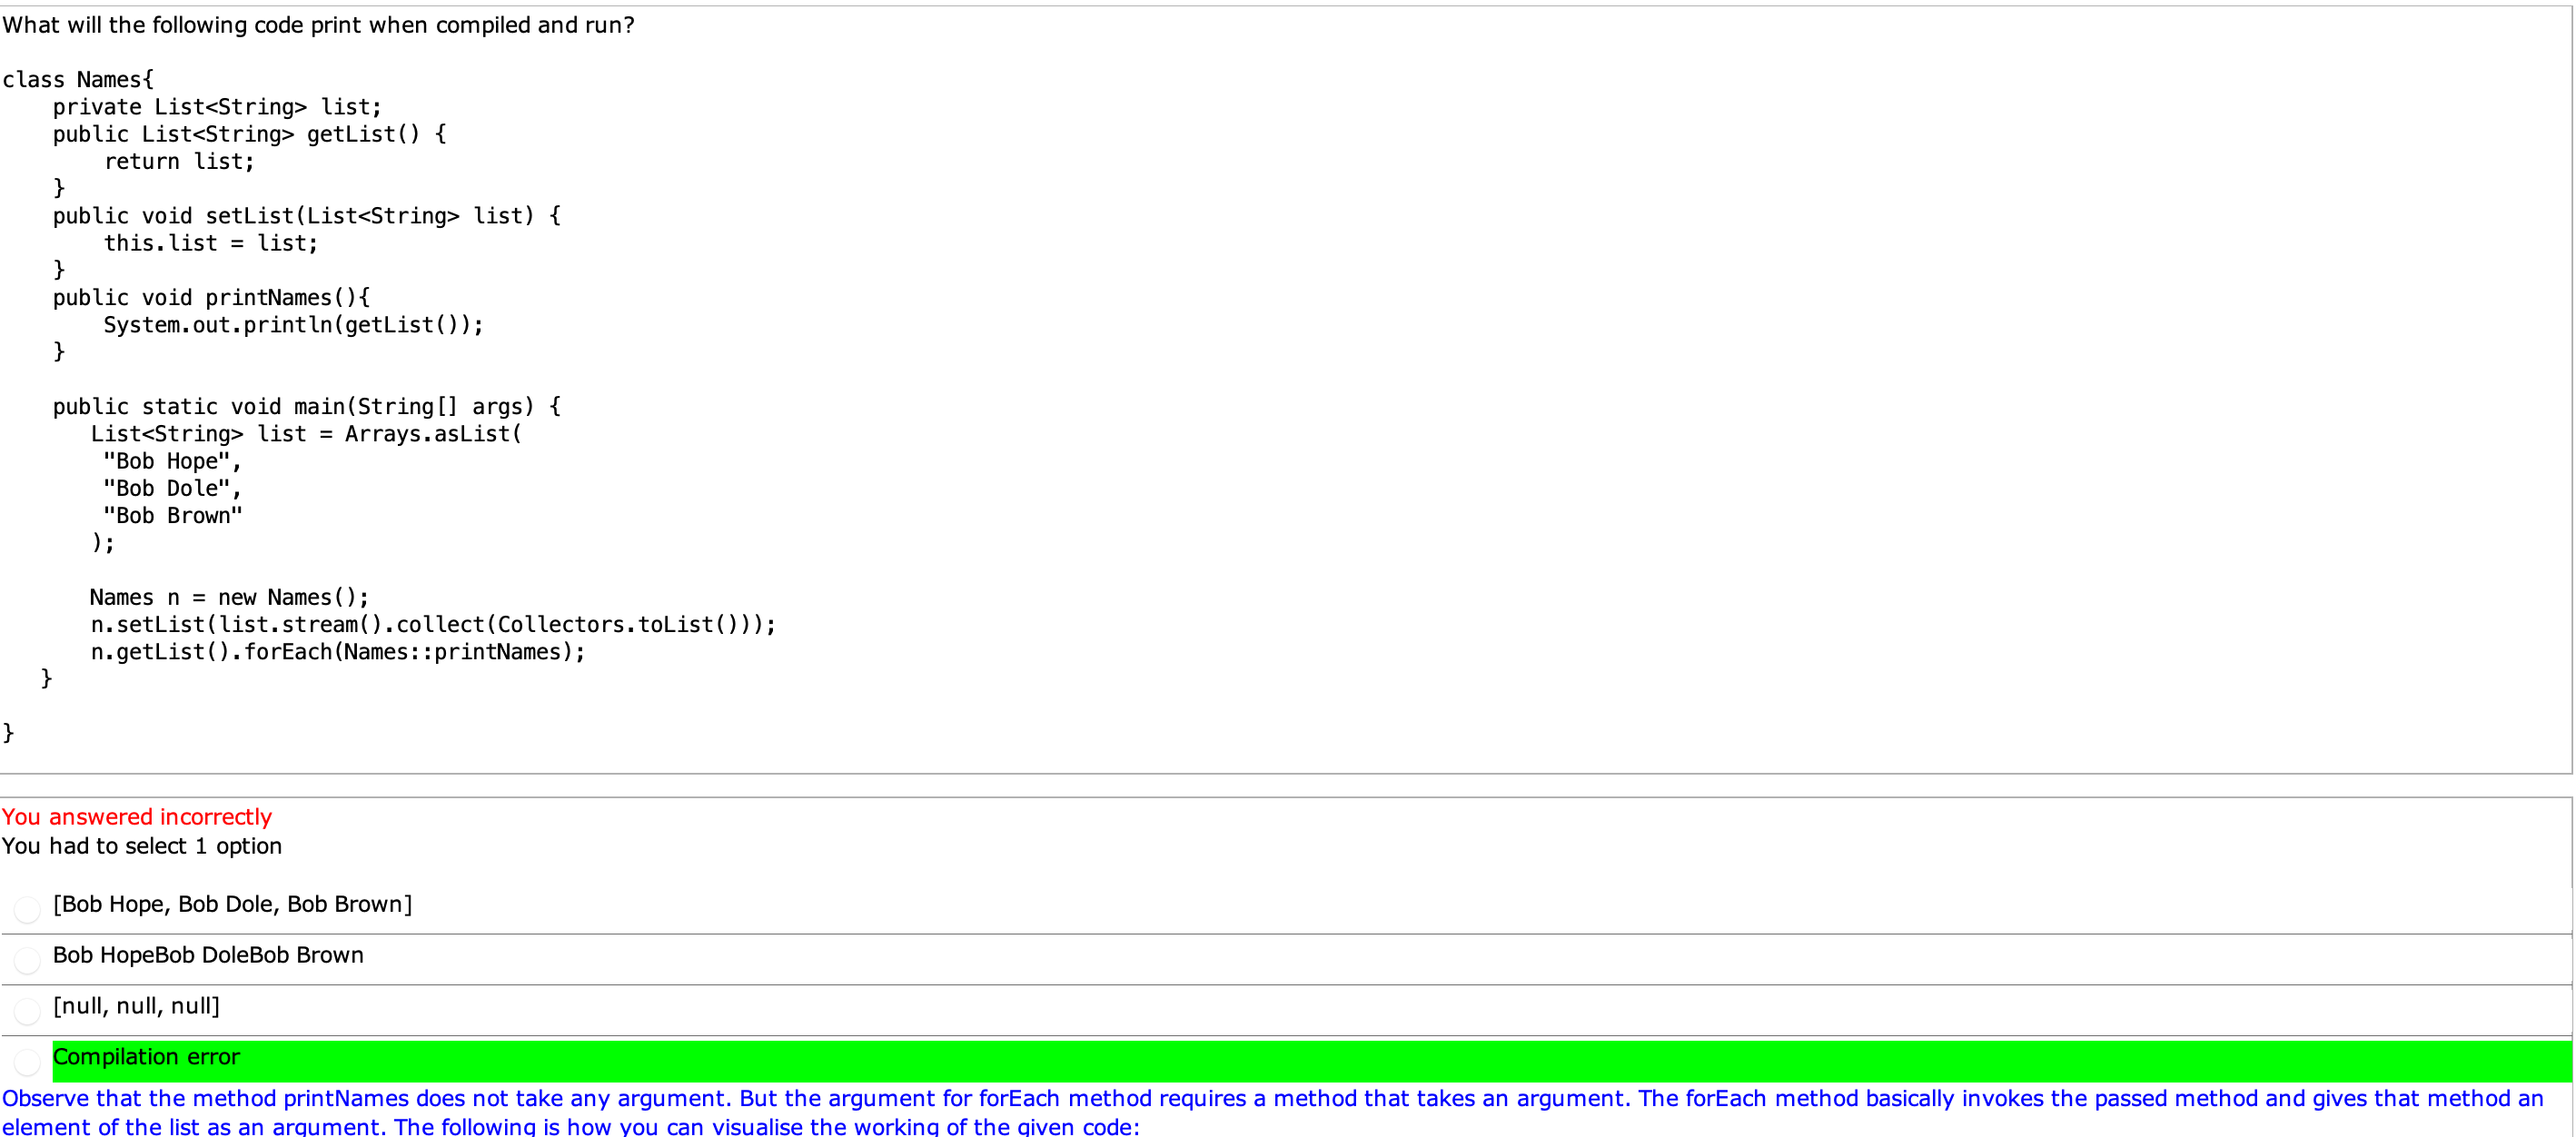 What will the following code print when compiled and run?
class Names{
    private List<String> list;
    public List<String> getList() {
        return list;
    }
    public void setList(List<String> list) {
        this.list = list;
    }
    public void printNames(){
        System.out.println(getList());
    }
    public static void main(String[] args) {
       List<String> list = Arrays.asList(
        "Bob Hope",
        "Bob Dole",
        "Bob Brown"
       );
       Names n = new Names();
       n.setList(list.stream().collect(Collectors.toList()));
       n.getList().forEach(Names::printNames);
   }
}
You answered incorrectly
You had to select 1 option
[Bob Hope, Bob Dole, Bob Brown]
Bob HopeBob DoleBob Brown
[null, null, null]
Compilation error
Observe that the method printNames does not take any argument. But the argument for forEach method requires a method that takes an argument. The forEach method basically invokes the passed method and gives that method an
element of the list as an argument. The following is how you can visualise the working of the given code: